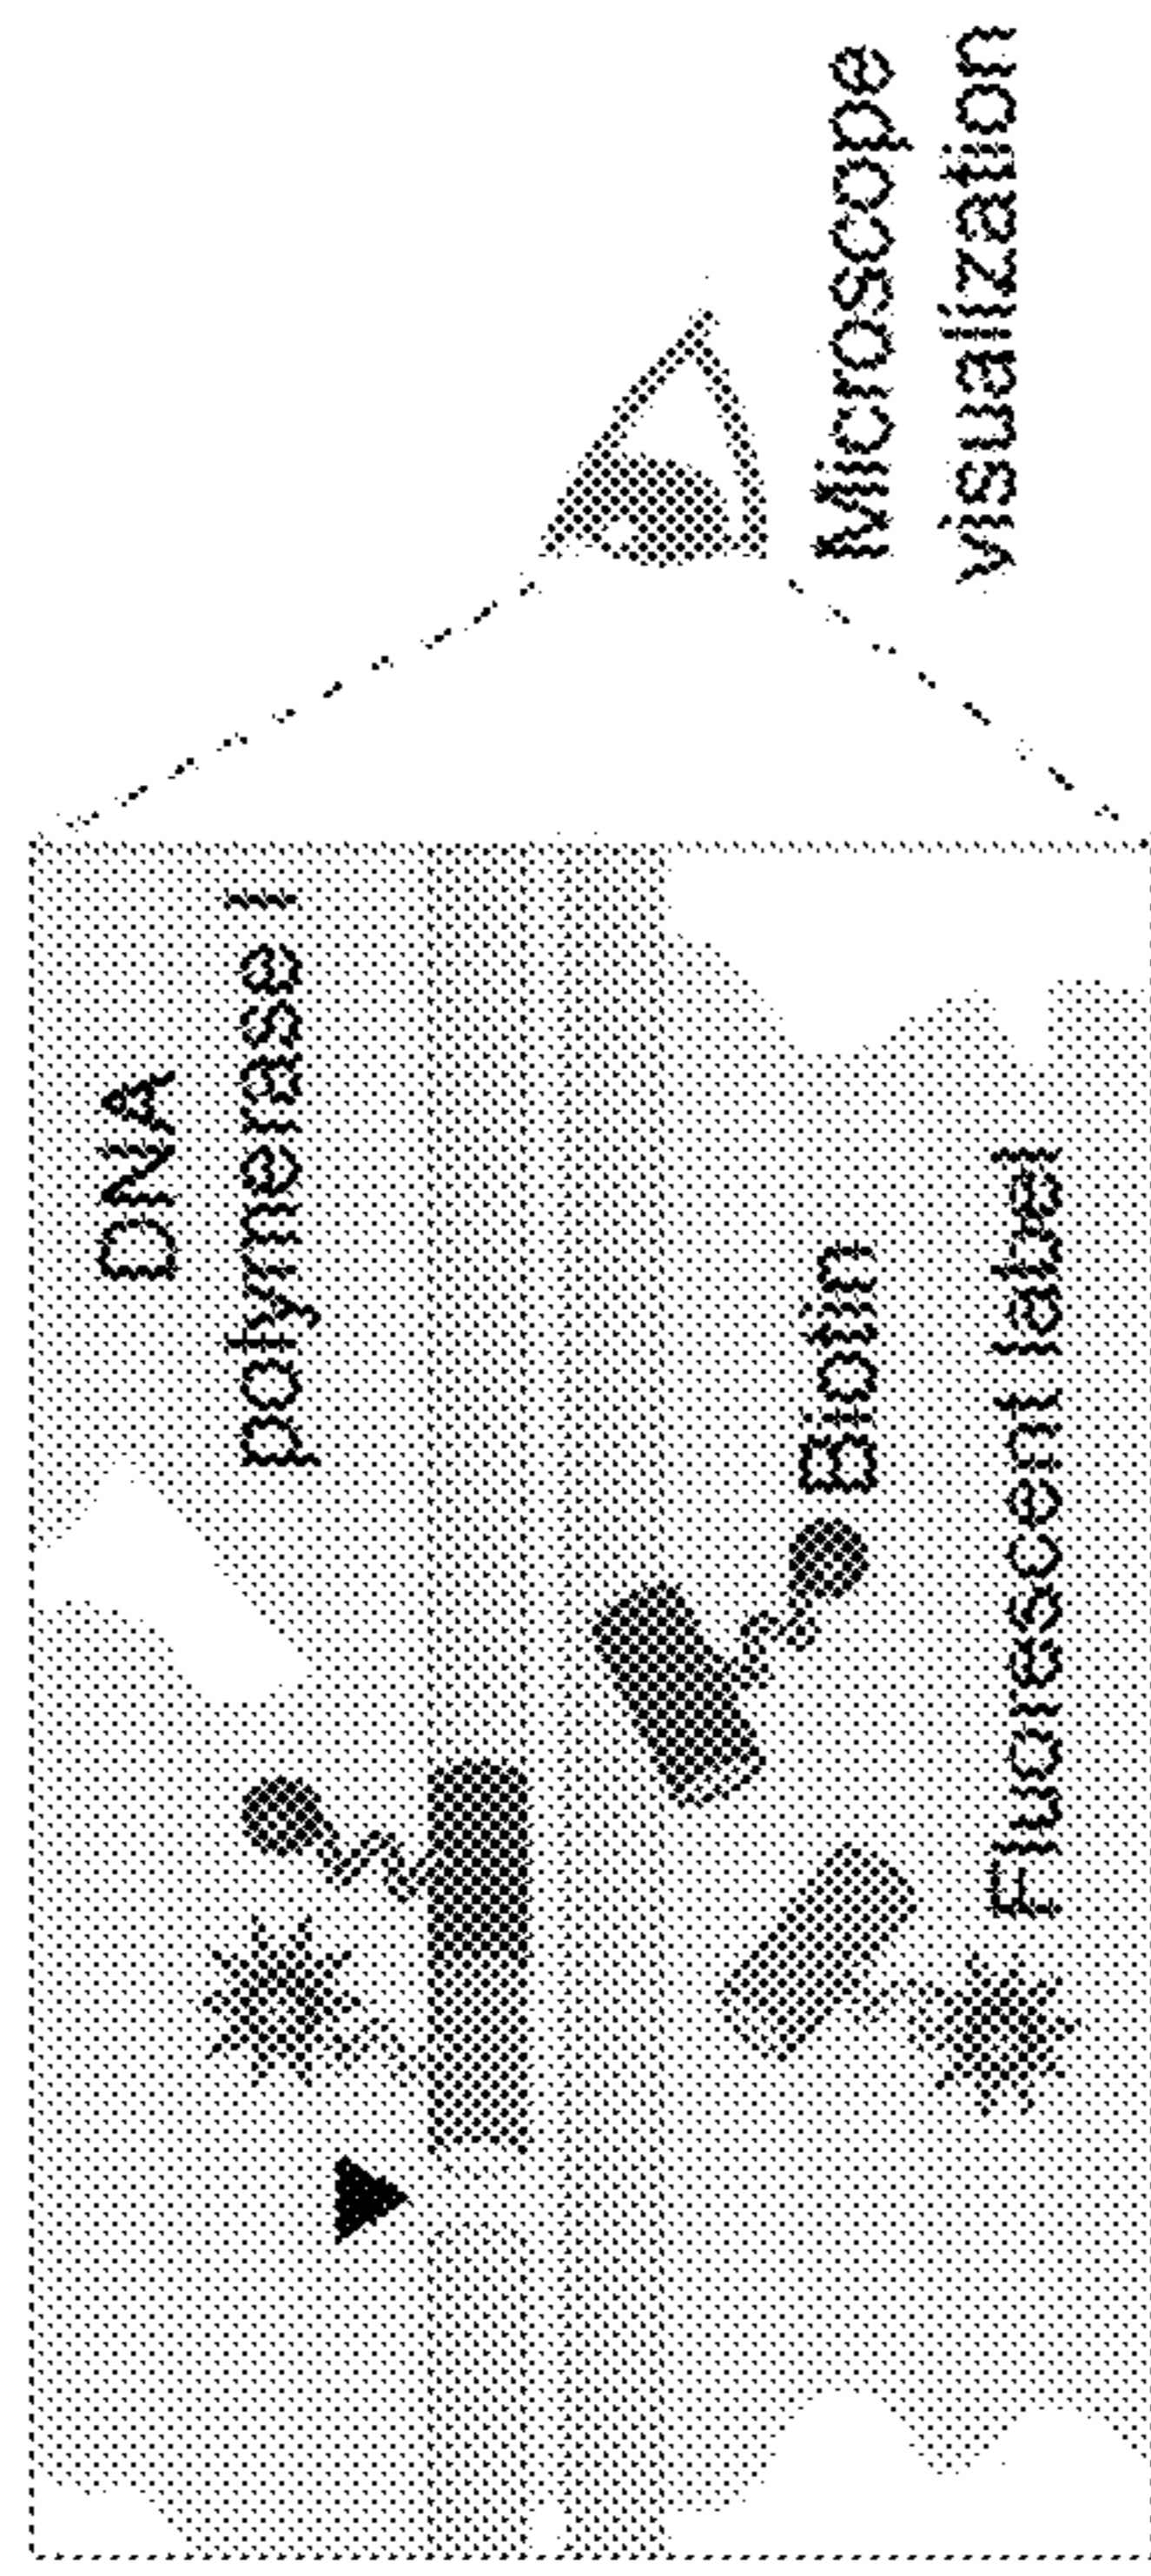 DNA
polymerase I
Biotin
Fluorescent label
Microscope
visualization